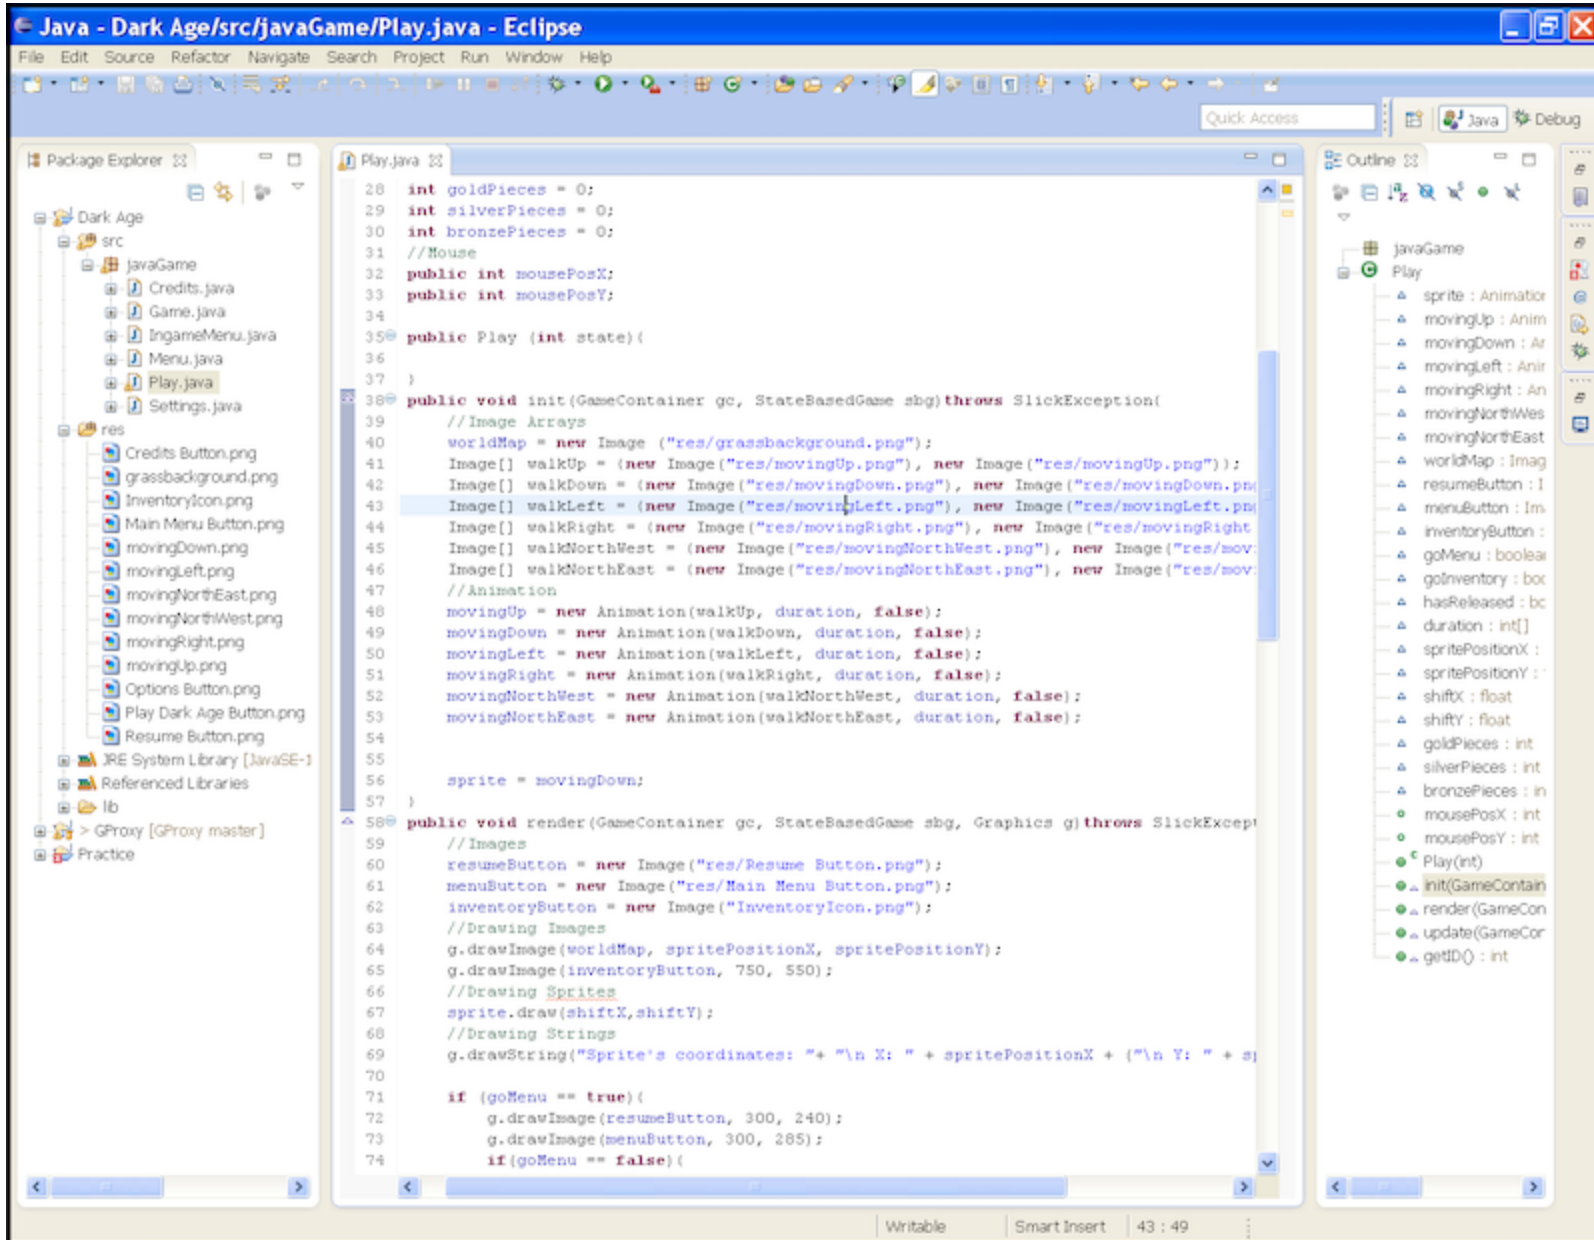 Java - Dark Age/src/javaGame/Play.java - Eclipse
File Edit Source Refactor Navigate Search Project Run Window Help
Quick Access
Java
Debug
Package Explorer
Dark Age
src
javaGame
Credits.java
Game.java
IngameMenu.java
Menu.java
Play.java
Settings.java
res
Credits Button.png
grassbackground.png
InventoryIcon.png
Main Menu Button.png
movingDown.png
movingLeft.png
movingNorthEast.png
movingNorthWest.png
movingRight.png
movingUp.png
Options Button.png
Play Dark Age Button.png
Resume Button.png
JRE System Library [JavaSE-1
Referenced Libraries
lib
> GProxy [GProxy master]
Practice
Play.java
28 int goldPieces = 0;
29 int silverPieces = 0;
30 int bronzePieces = 0;
31 //Mouse
32 public int mousePosX;
33 public int mousePosY;
34
35 public Play (int state){
36
37 }
38 public void init(GameContainer gc, StateBasedGame sbg)throws SlickException{
39 //Image Arrays
40 worldMap = new Image ("res/grassbackground.png");
41 Image[] walkUp = {new Image("res/movingUp.png"), new Image("res/movingUp.png")};
42 Image[] walkDown = {new Image("res/movingDown.png"), new Image("res/movingDown.pn
43 Image[] walkLeft = {new Image("res/movingLeft.png"), new Image("res/movingLeft.pn
44 Image[] walkRight = {new Image("res/movingRight.png"), new Image("res/movingRight
45 Image[] walkNorthWest = {new Image("res/movingNorthWest.png"), new Image("res/mov
46 Image[] walkNorthEast = {new Image("res/movingNorthEast.png"), new Image("res/mov
47 //Animation
48 movingUp = new Animation(walkUp, duration, false);
49 movingDown = new Animation(walkDown, duration, false);
50 movingLeft = new Animation(walkLeft, duration, false);
51 movingRight = new Animation(walkRight, duration, false);
52 movingNorthWest = new Animation(walkNorthWest, duration, false);
53 movingNorthEast = new Animation(walkNorthEast, duration, false);
54
55
56 sprite = movingDown;
57 }
58 public void render(GameContainer gc, StateBasedGame sbg, Graphics g)throws SlickExcep
59 //Images
60 resumeButton = new Image("res/Resume Button.png");
61 menuButton = new Image("res/Main Menu Button.png");
62 inventoryButton = new Image("InventoryIcon.png");
63 //Drawing Images
64 g.drawImage(worldMap, spritePositionX, spritePositionY);
65 g.drawImage(inventoryButton, 750, 550);
66 //Drawing Sprites
67 sprite.draw(shiftX,shiftY);
68 //Drawing Strings
69 g.drawString("Sprite's coordinates: "+ "\n X: " + spritePositionX + ("\n Y: " + s
70
71 if (goMenu == true){
72 g.drawImage(resumeButton, 300, 240);
73 g.drawImage(menuButton, 300, 285);
74 if(goMenu == false){
Outline
javaGame
Play
sprite : Animation
movingUp : Anim
movingDown : Ar
movingLeft : Anir
movingRight : An
movingNorthWes
movingNorthEast
worldMap : Imag
resumeButton : I
menuButton : Im
inventoryButton :
goMenu : boolea
goInventory : boo
hasReleased : bc
duration : int[]
spritePositionX :
spritePositionY :
shiftX : float
shiftY : float
goldPieces : int
silverPieces : int
bronzePieces : in
mousePosX : int
mousePosY : int
Play(int)
init(GameContain
render(GameCon
update(GameCor
getID() : int
Writable
Smart Insert
43 : 49